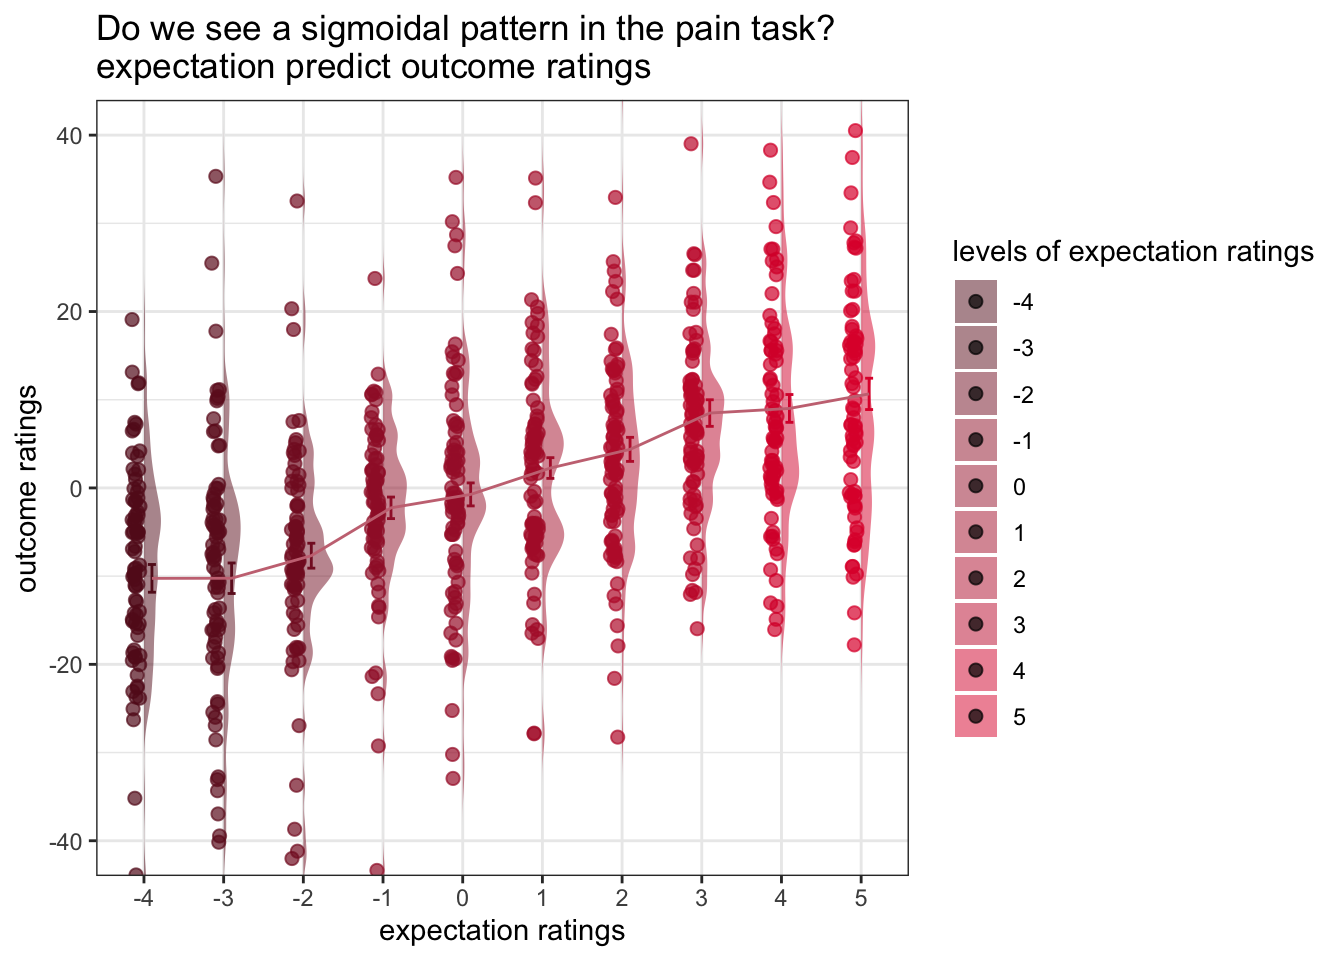 Do we see a sigmoidal pattern in the pain task?
expectation predict outcome ratings
outcome ratings
40
20
0
-20
-40
-4 -3 -2 -1 0 1 2 3 4 5
expectation ratings
levels of expectation ratings
-4
-3
-2
-1
0
1
2
3
4
5